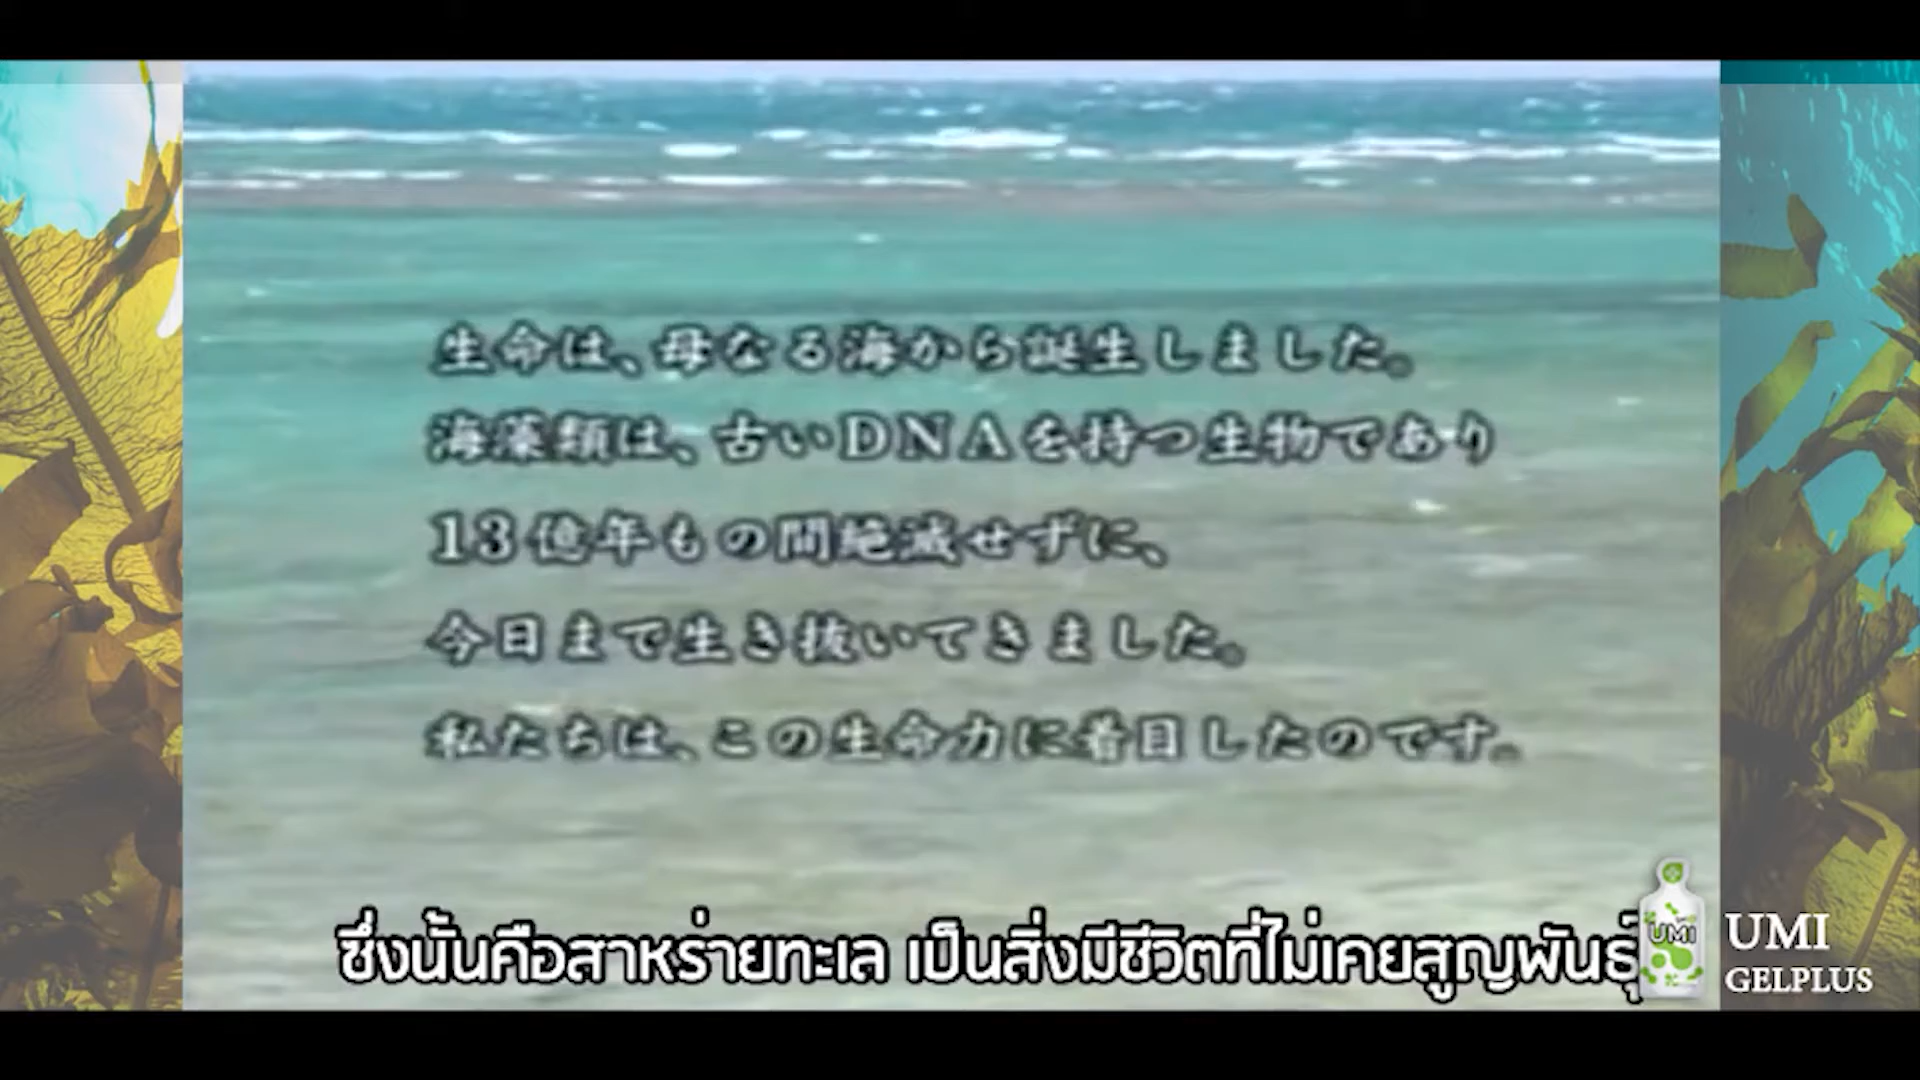 生命は、母なる海から誕生しました。
海藻類は、古いDNAを持つ生物であり
13億年もの間絶滅せずに、
今日まで生き抜いてきました。
私たちは、この生命力に着目したのです。
ซึ่งนั้นคือสาหร่ายทะเล เป็นสิ่งมีชีวิตที่ไม่เคยสูญพันธุ์
UMI
UMI
GELPLUS